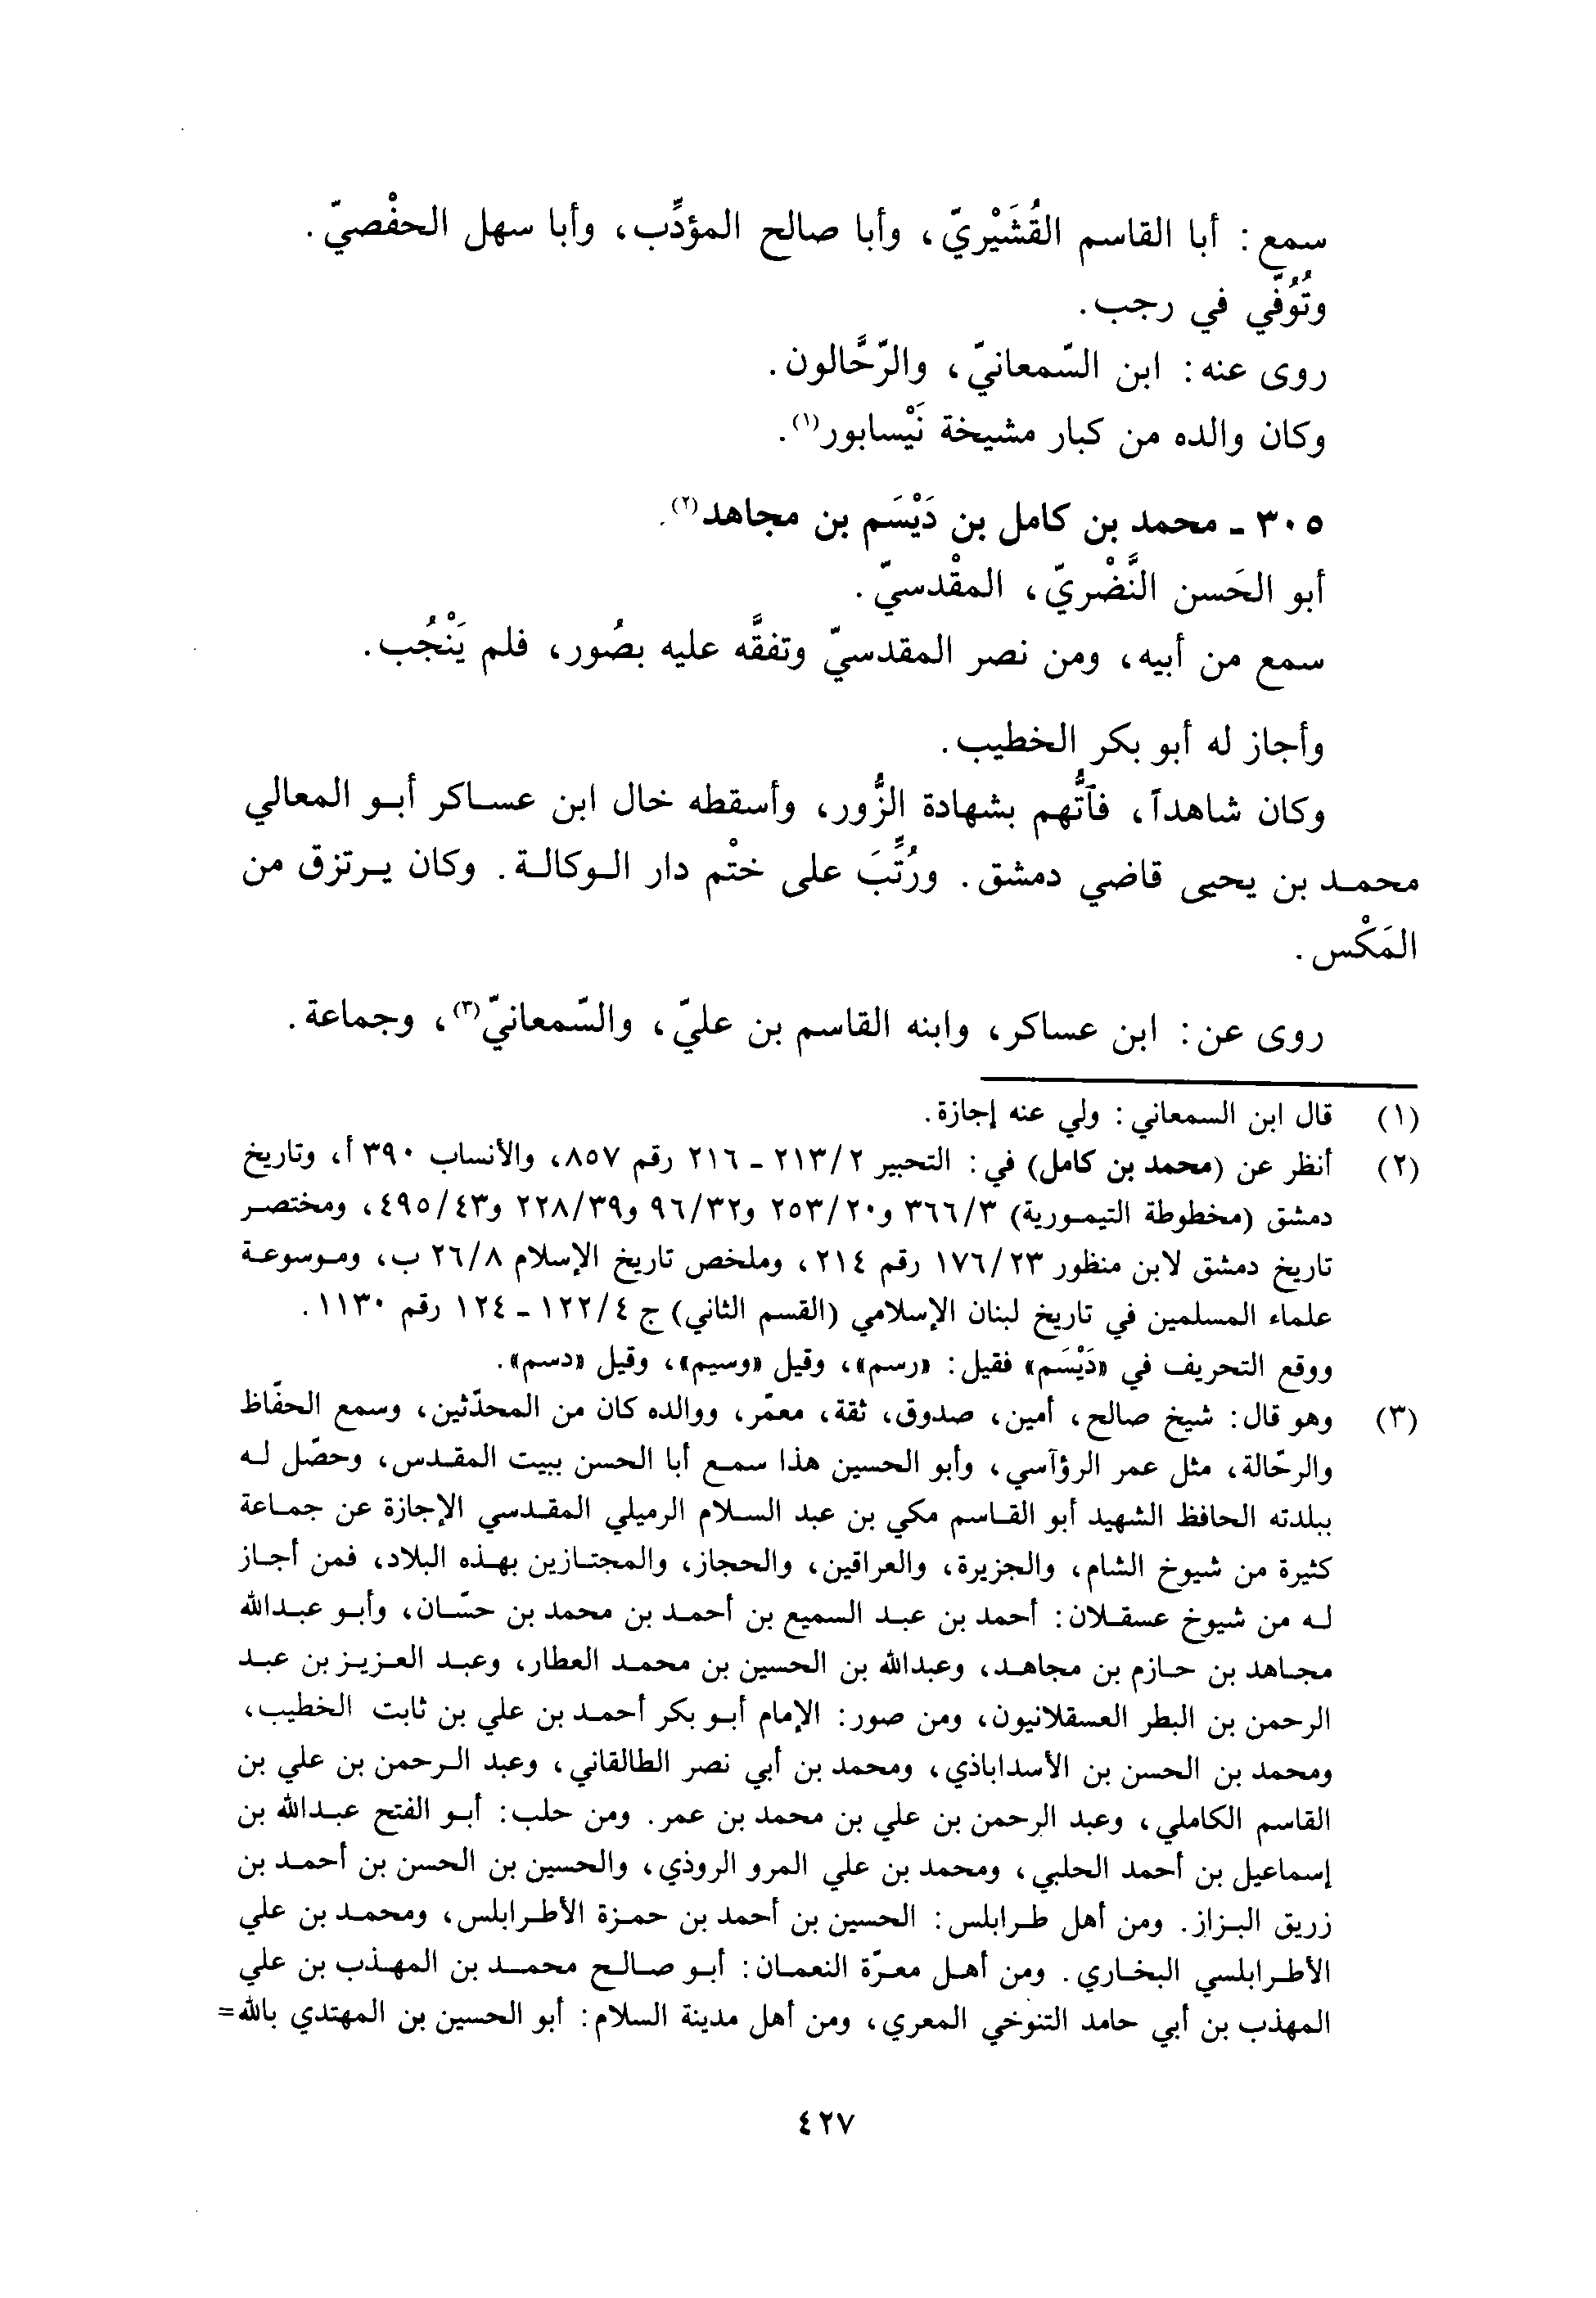 سمع: أبا القاسم القُشَيْريّ، وأبا صالح المؤدِّب، وأبا سهل الحفْصيّ.
وتُوُفّي في رجب.
روى عنه: ابن السّمعانيّ، والرّحَّالون.
وكان والده من كبار مشيخة نَيْسابور(١).
٣٠٥ ـ محمد بن كامل بن دَيْسَم بن مجاهد(٢).
أبو الحَسن النَّضْريّ، المقْدسيّ.
سمع من أبيه، ومن نصر المقدسيّ وتفقَّه عليه بصُور، فلم يَنْجُب.
وأجاز له أبو بكر الخطيب.
وكان شاهداً، فٱتُّهم بشهادة الزُّور، وأسقطه خال ابن عساكر أبو المعالي
محمد بن يحيى قاضي دمشق. ورُتِّبَ على ختْم دار الوكالة. وكان يرتزق من
المَكْس.
روى عن: ابن عساكر، وابنه القاسم بن عليّ، والسّمعانيّ(٣)، وجماعة.
(١) قال ابن السمعاني: ولي عنه إجازة.
(٢) أنظر عن (محمد بن كامل) في: التحبير ٢/٢١٣ ـ ٢١٦ رقم ٨٥٧، والأنساب ٣٩٠ أ، وتاريخ
دمشق (مخطوطة التيمورية) ٣/٣٦٦ و٢٠/٢٥٣ و٣٢/٩٦ و٣٩/٢٢٨ و٤٣/٤٩٥، ومختصر
تاريخ دمشق لابن منظور ٢٣/١٧٦ رقم ٢١٤، وملخص تاريخ الإسلام ٨/٢٦ ب، وموسوعة
علماء المسلمين في تاريخ لبنان الإسلامي (القسم الثاني) ج ٤/١٢٢ ـ ١٢٤ رقم ١١٣٠.
ووقع التحريف في «دَيْسَم» فقيل: «رسم»، وقيل «وسيم»، وقيل «دسم».
(٣) وهو قال: شيخ صالح، أمين، صدوق، ثقة، معمّر، ووالده كان من المحدّثين، وسمع الحفّاظ
والرحّالة، مثل عمر الرؤآسي، وأبو الحسين هذا سمع أبا الحسن ببيت المقدس، وحصّل له
ببلدته الحافظ الشهيد أبو القاسم مكي بن عبد السلام الرميلي المقدسي الإجازة عن جماعة
كثيرة من شيوخ الشام، والجزيرة، والعراقين، والحجاز، والمجتازين بهذه البلاد، فمن أجاز
له من شيوخ عسقلان: أحمد بن عبد السميع بن أحمد بن محمد بن حسّان، وأبو عبدالله
مجاهد بن حازم بن مجاهد، وعبدالله بن الحسين بن محمد العطار، وعبد العزيز بن عبد
الرحمن بن البطر العسقلانيون، ومن صور: الإمام أبو بكر أحمد بن علي بن ثابت الخطيب،
ومحمد بن الحسن بن الأسداباذي، ومحمد بن أبي نصر الطالقاني، وعبد الرحمن بن علي بن
القاسم الكاملي، وعبد الرحمن بن علي بن محمد بن عمر. ومن حلب: أبو الفتح عبدالله بن
إسماعيل بن أحمد الحلبي، ومحمد بن علي المرو الروذي، والحسين بن الحسن بن أحمد بن
زريق البزاز. ومن أهل طرابلس: الحسين بن أحمد بن حمزة الأطرابلس، ومحمد بن علي
الأطرابلسي البخاري. ومن أهل معرّة النعمان: أبو صالح محمد بن المهذب بن علي
المهذب بن أبي حامد التنوخي المعري، ومن أهل مدينة السلام: أبو الحسين بن المهتدي بالله=
٤٢٧